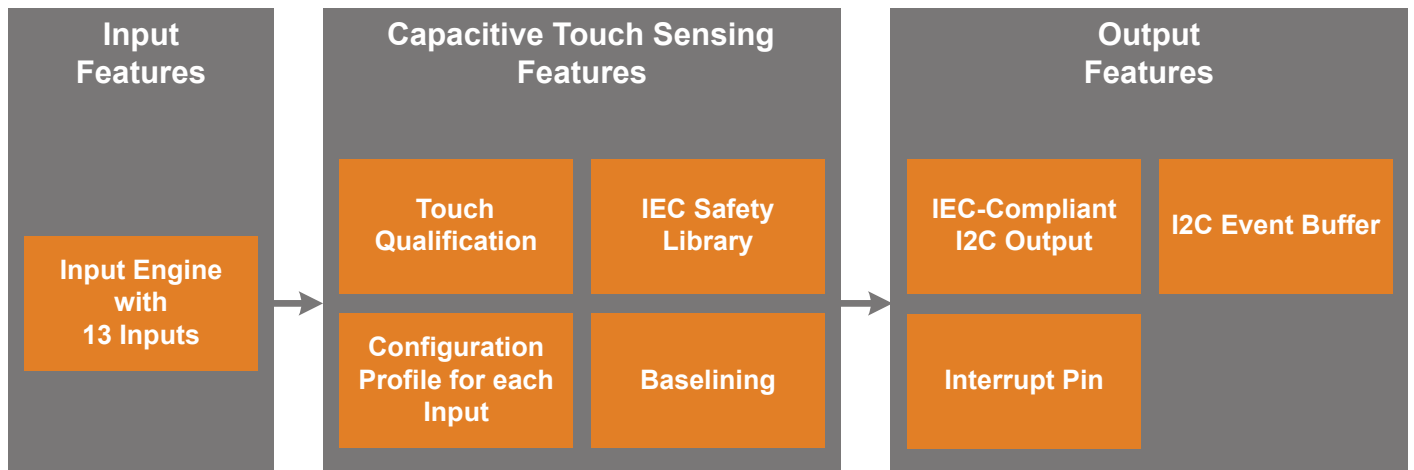 Input
Features
Input Engine
with
13 Inputs
Capacitive Touch Sensing
Features
Touch
Qualification
IEC Safety
Library
Configuration
Profile for each
Input
Baselining
Output
Features
IEC-Compliant
I2C Output
I2C Event Buffer
Interrupt Pin